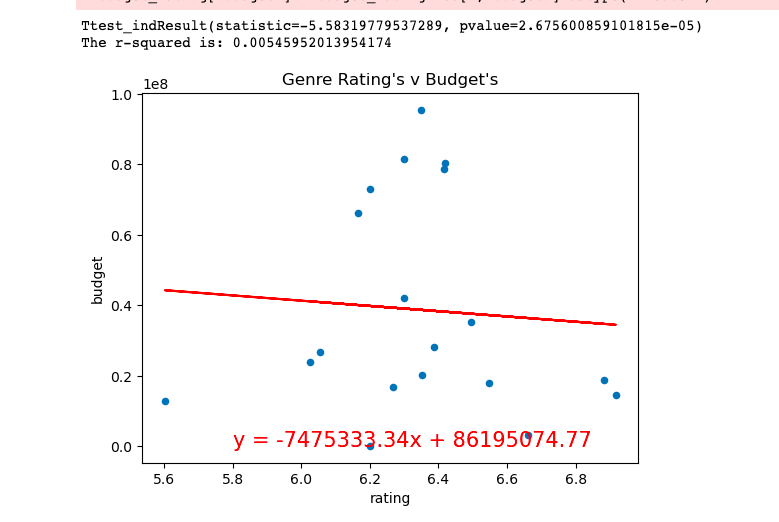 Ttest_indResult(statistic=-5.58319779537289, pvalue=2.675600859101815e-05)
The r-squared is: 0.00545952013954174
Genre Rating's v Budget's
1e8
1.0
0.8
0.6
0.4
0.2
0.0
budget
y = -7475333.34x + 86195074.77
5.6 5.8 6.0 6.2 6.4 6.6 6.8
rating